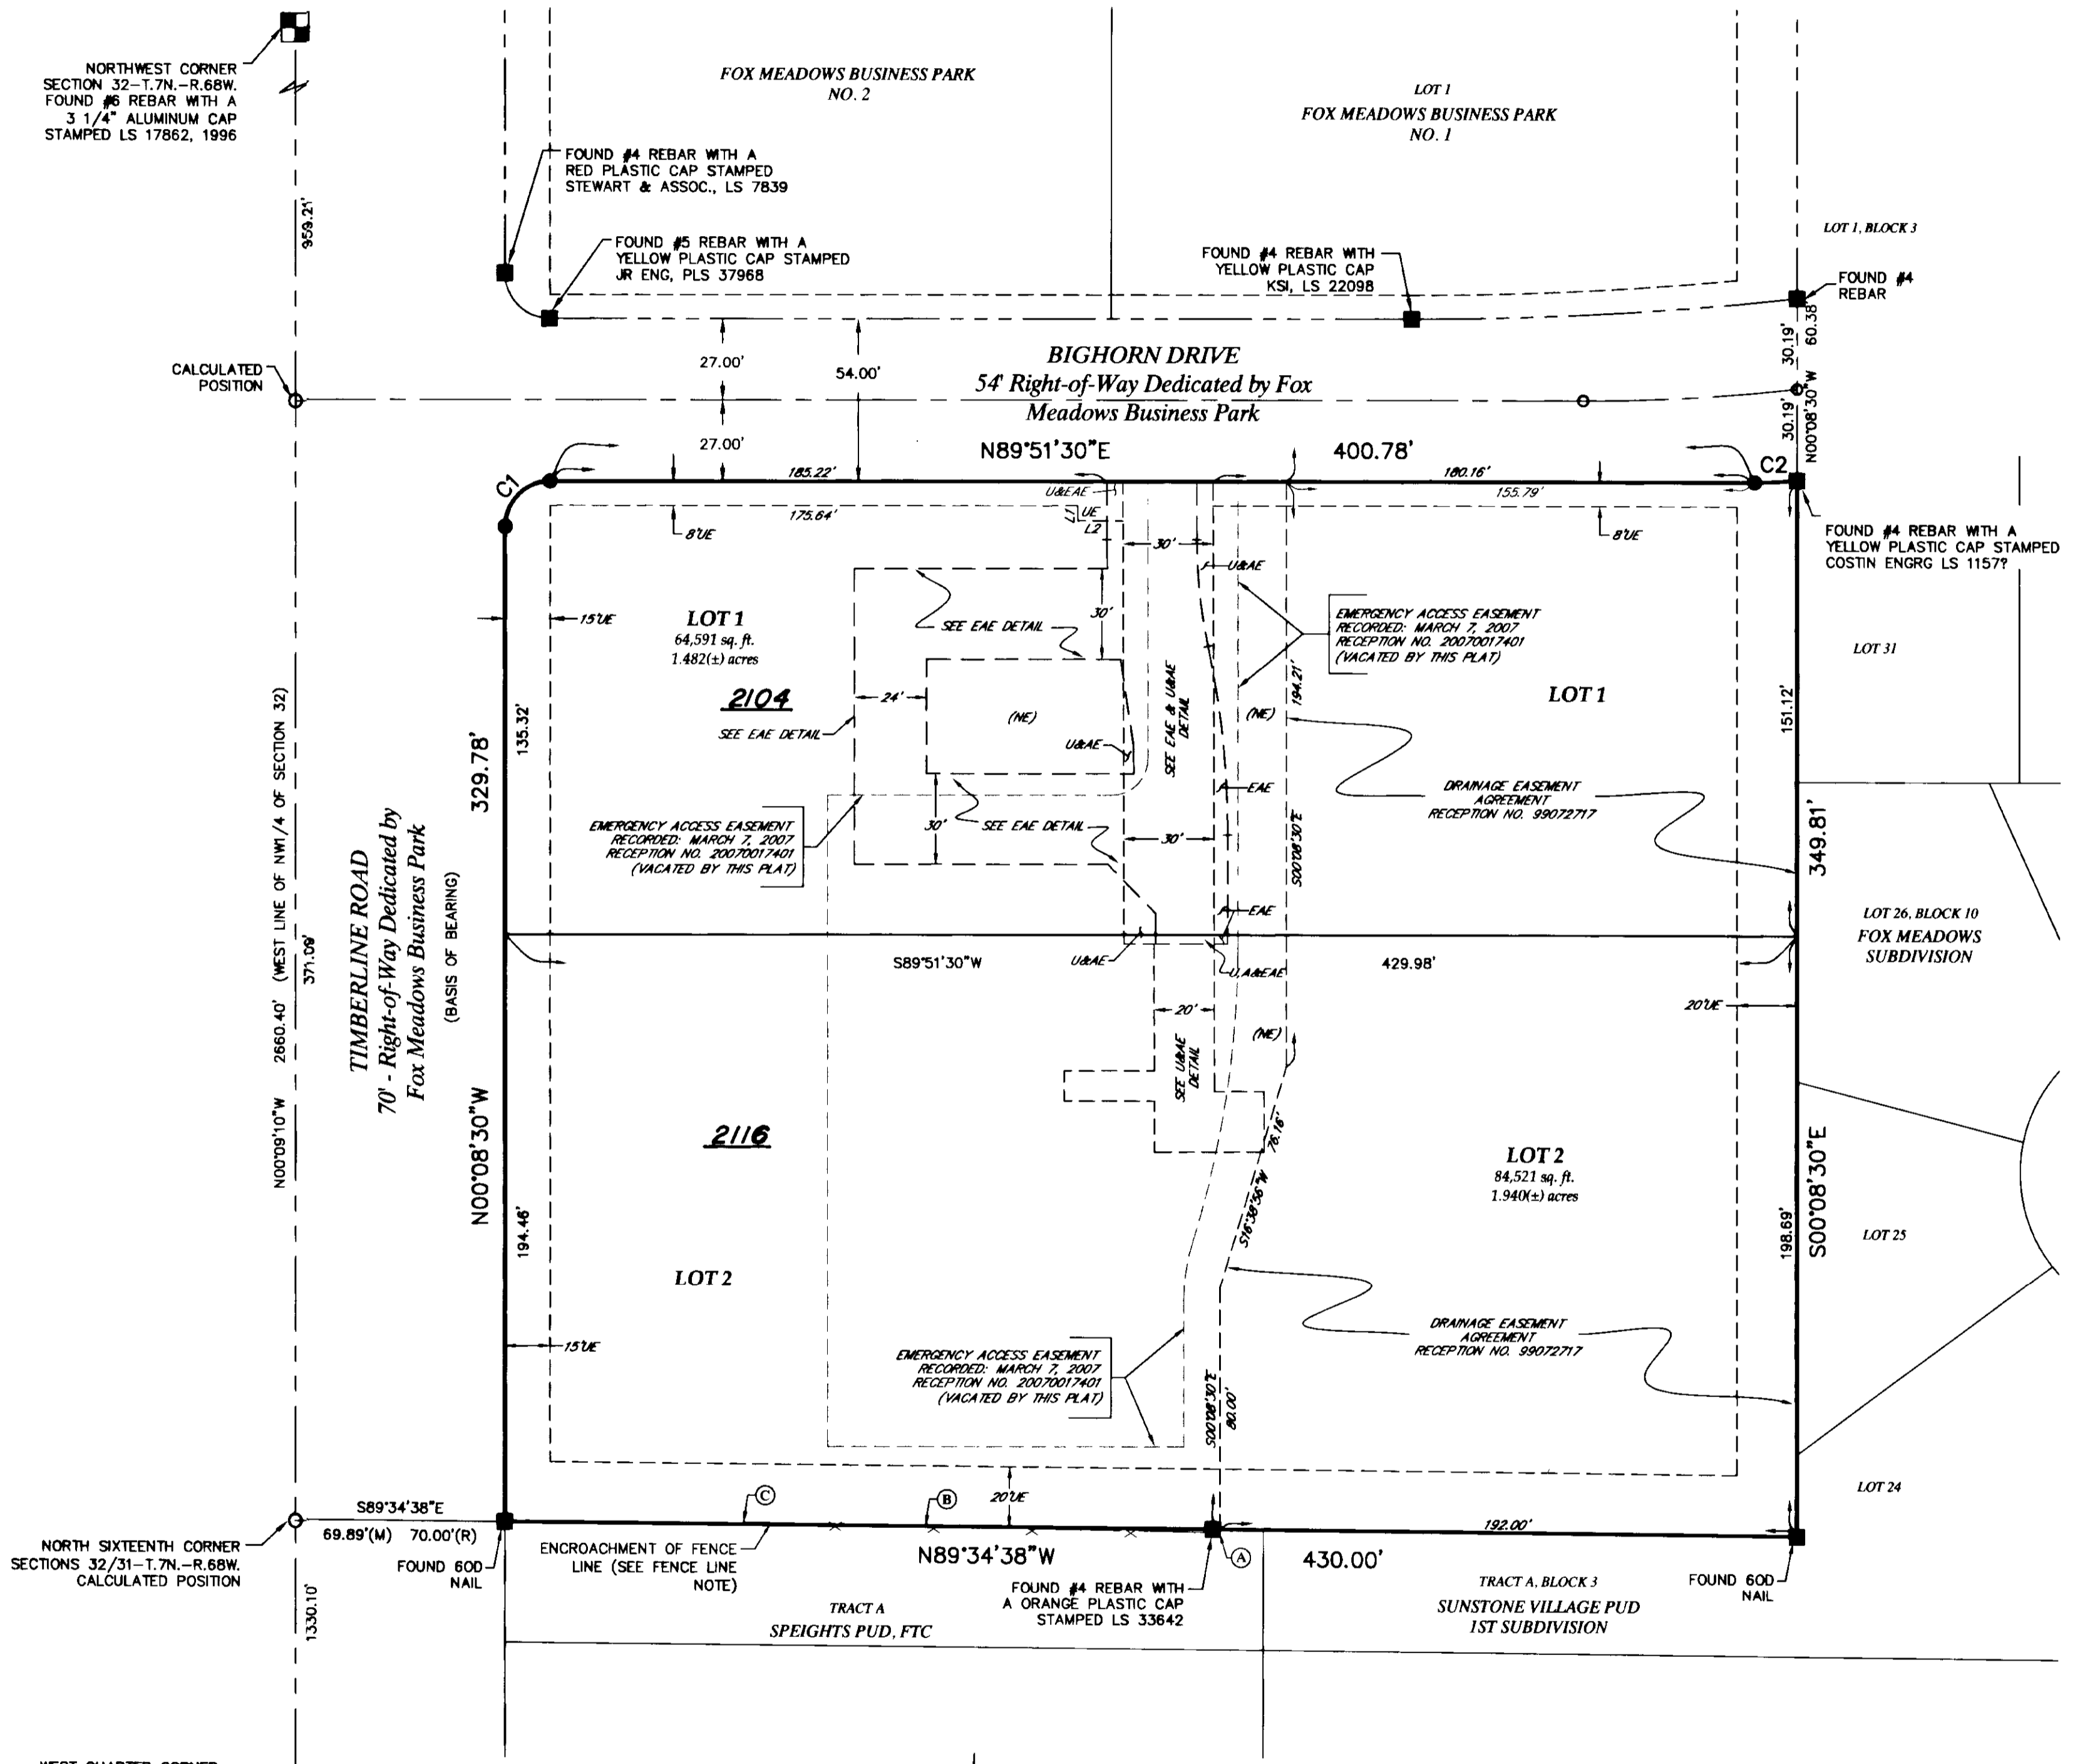 NORTHWEST CORNER
SECTION 32-T.7N.-R.68W.
FOUND #6 REBAR WITH A
3 1/4" ALUMINUM CAP
STAMPED LS 17862, 1996
FOX MEADOWS BUSINESS PARK
NO. 2
LOT 1
FOX MEADOWS BUSINESS PARK
NO. 1
FOUND #4 REBAR WITH A
RED PLASTIC CAP STAMPED
STEWART & ASSOC., LS 7839
959.21'
FOUND #5 REBAR WITH A
YELLOW PLASTIC CAP STAMPED
JR ENG, PLS 37968
FOUND #4 REBAR WITH
YELLOW PLASTIC CAP
KSI, LS 22098
LOT 1, BLOCK 3
FOUND #4
REBAR
60.38'
30.19'
30.19'
N00°08'30"W
CALCULATED
POSITION
27.00'
54.00'
27.00'
BIGHORN DRIVE
54' Right-of-Way Dedicated by Fox
Meadows Business Park
N89°51'30"E
400.78'
C1
185.22'
180.16'
C2
U&EAE
155.79'
175.64'
L1
UE
L2
8'UE
30'
8'UE
FOUND #4 REBAR WITH A
YELLOW PLASTIC CAP STAMPED
COSTIN ENGRG LS 1157?
U&AE
15'UE
LOT 1
64,591 sq. ft.
1.482(±) acres
SEE EAE DETAIL
30'
EMERGENCY ACCESS EASEMENT
RECORDED: MARCH 7, 2007
RECEPTION NO. 20070017401
(VACATED BY THIS PLAT)
LOT 31
2104
24'
(NE)
SEE EAE DETAIL
U&AE
SEE EAE & U&AE
DETAIL
194.21'
(NE)
LOT 1
151.12'
135.32'
329.78'
N00°09'10"W 2660.40' (WEST LINE OF NW1/4 OF SECTION 32)
371.09'
TIMBERLINE ROAD
70' - Right-of-Way Dedicated by
Fox Meadows Business Park
(BASIS OF BEARING)
EAE
DRAINAGE EASEMENT
AGREEMENT
RECEPTION NO. 99072717
EMERGENCY ACCESS EASEMENT
RECORDED: MARCH 7, 2007
RECEPTION NO. 20070017401
(VACATED BY THIS PLAT)
30'
SEE EAE DETAIL
30'
S00°08'30"E
349.81'
EAE
LOT 26, BLOCK 10
FOX MEADOWS
SUBDIVISION
S89°51'30"W
U&AE
U,A&EAE
429.98'
20'
20'UE
(NE)
SEE U&AE
DETAIL
N00°08'30"W
2116
76.16'
S16°38'56"W
LOT 2
84,521 sq. ft.
1.940(±) acres
S00°08'30"E
194.46'
198.69'
LOT 25
LOT 2
15'UE
DRAINAGE EASEMENT
AGREEMENT
RECEPTION NO. 99072717
EMERGENCY ACCESS EASEMENT
RECORDED: MARCH 7, 2007
RECEPTION NO. 20070017401
(VACATED BY THIS PLAT)
S00°08'30"E
80.00'
LOT 24
S89°34'38"E
69.89'(M) 70.00'(R)
C
B
20'UE
192.00'
NORTH SIXTEENTH CORNER
SECTIONS 32/31-T.7N.-R.68W.
CALCULATED POSITION
FOUND 60D
NAIL
ENCROACHMENT OF FENCE
LINE (SEE FENCE LINE
NOTE)
N89°34'38"W
A
430.00'
FOUND #4 REBAR WITH
A ORANGE PLASTIC CAP
STAMPED LS 33642
TRACT A, BLOCK 3
SUNSTONE VILLAGE PUD
1ST SUBDIVISION
FOUND 60D
NAIL
1330.10'
TRACT A
SPEIGHTS PUD, FTC